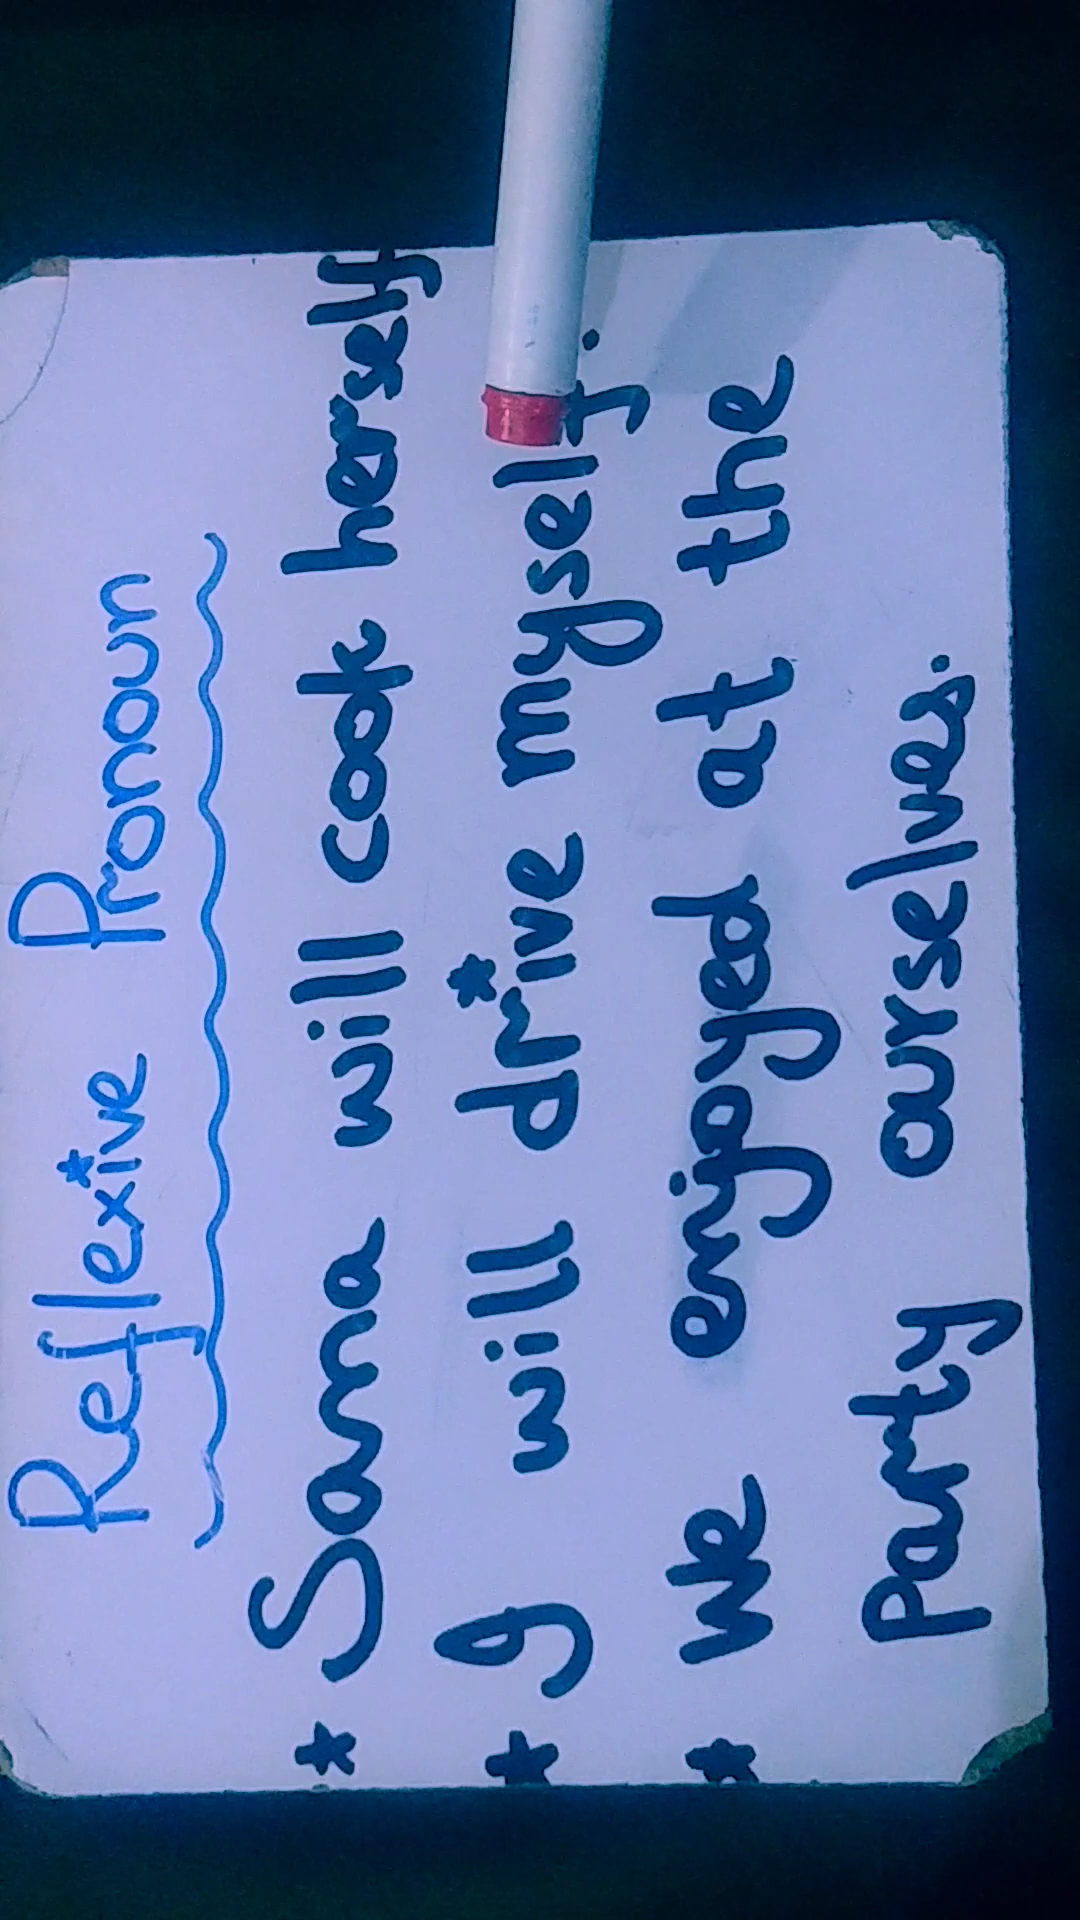 Reflexive Pronoun
* Sama will cook herself
* I will drive myself.
* we enjoyed at the
Party ourselves.